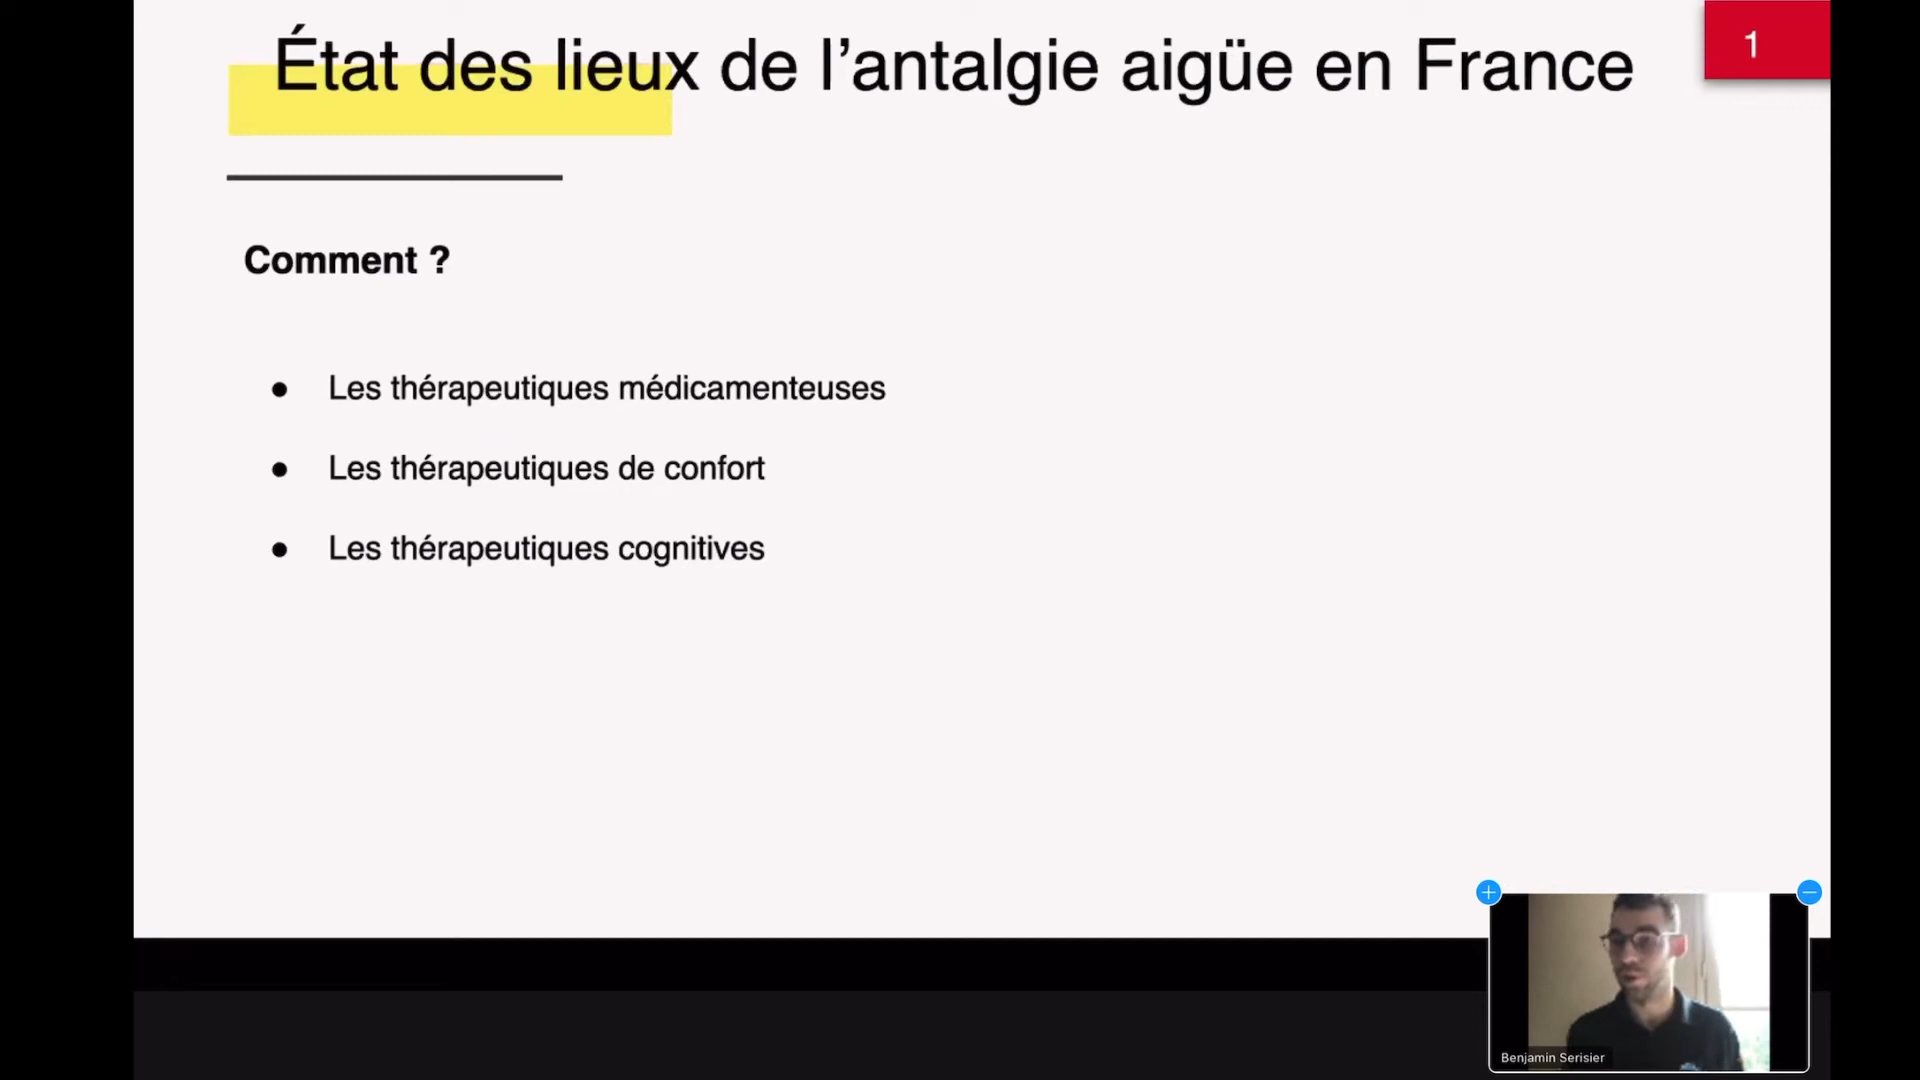 État des lieux de l’antalgie aigüe en France
1
Comment ?
● Les thérapeutiques médicamenteuses
● Les thérapeutiques de confort
● Les thérapeutiques cognitives
Benjamin Serisier